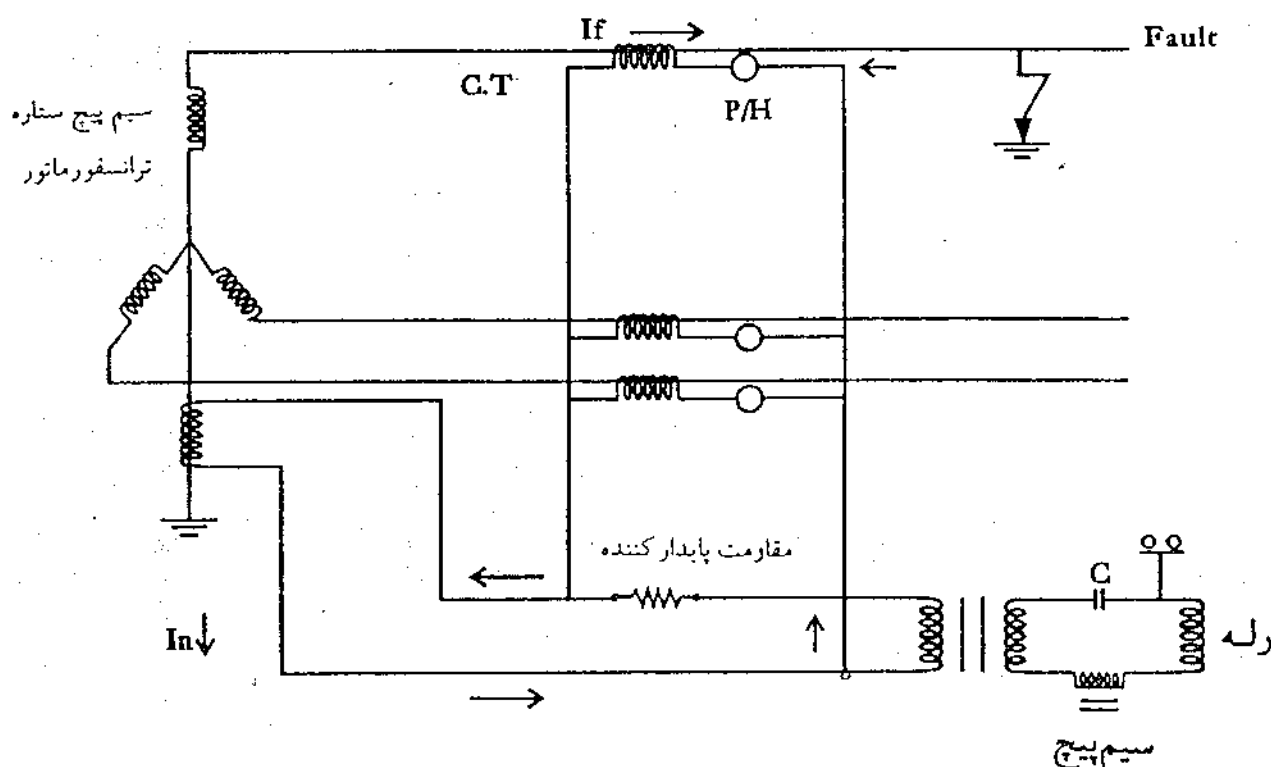 If
Fault
C.T
P/H
سیم پیچ ستاره
ترانسفورماتور
مقاومت پایدار کننده
C
In
رله
سیم پیچ